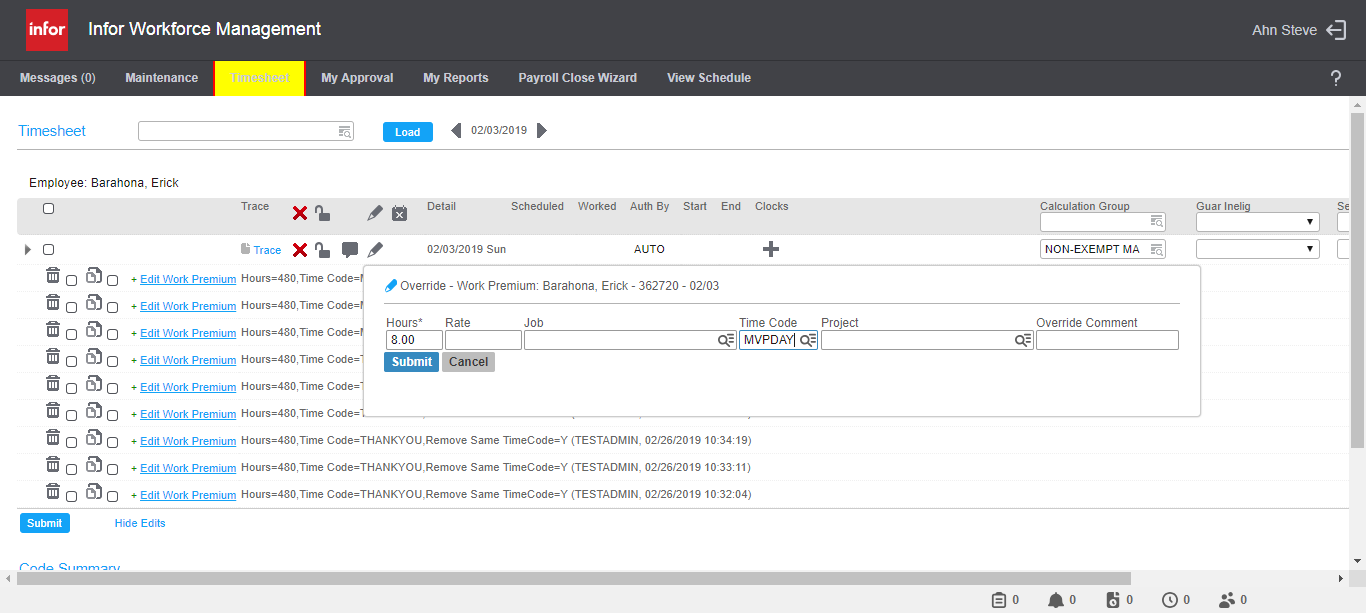 infor Infor Workforce Management Ahn Steve
Messages (0) Maintenance Timesheet My Approval My Reports Payroll Close Wizard View Schedule ?
Timesheet Load 02/03/2019
Employee: Barahona, Erick
Trace Detail Scheduled Worked Auth By Start End Clocks Calculation Group Guar Inelig Se
Trace 02/03/2019 Sun AUTO NON-EXEMPT MA
+ Edit Work Premium Hours=480,Time Code=M
+ Edit Work Premium Hours=480,Time Code=M
+ Edit Work Premium Hours=480,Time Code=M
+ Edit Work Premium Hours=480,Time Code=T
+ Edit Work Premium Hours=480,Time Code=T
+ Edit Work Premium Hours=480,Time Code=T
Override - Work Premium: Barahona, Erick - 362720 - 02/03
Hours* Rate Job Time Code Project Override Comment
8.00 MVPDAY
Submit Cancel
+ Edit Work Premium Hours=480,Time Code=THANKYOU,Remove Same TimeCode=Y (TESTADMIN, 02/26/2019 10:34:19)
+ Edit Work Premium Hours=480,Time Code=THANKYOU,Remove Same TimeCode=Y (TESTADMIN, 02/26/2019 10:33:11)
+ Edit Work Premium Hours=480,Time Code=THANKYOU,Remove Same TimeCode=Y (TESTADMIN, 02/26/2019 10:32:04)
Submit Hide Edits
Code Summary
0 0 0 0 0